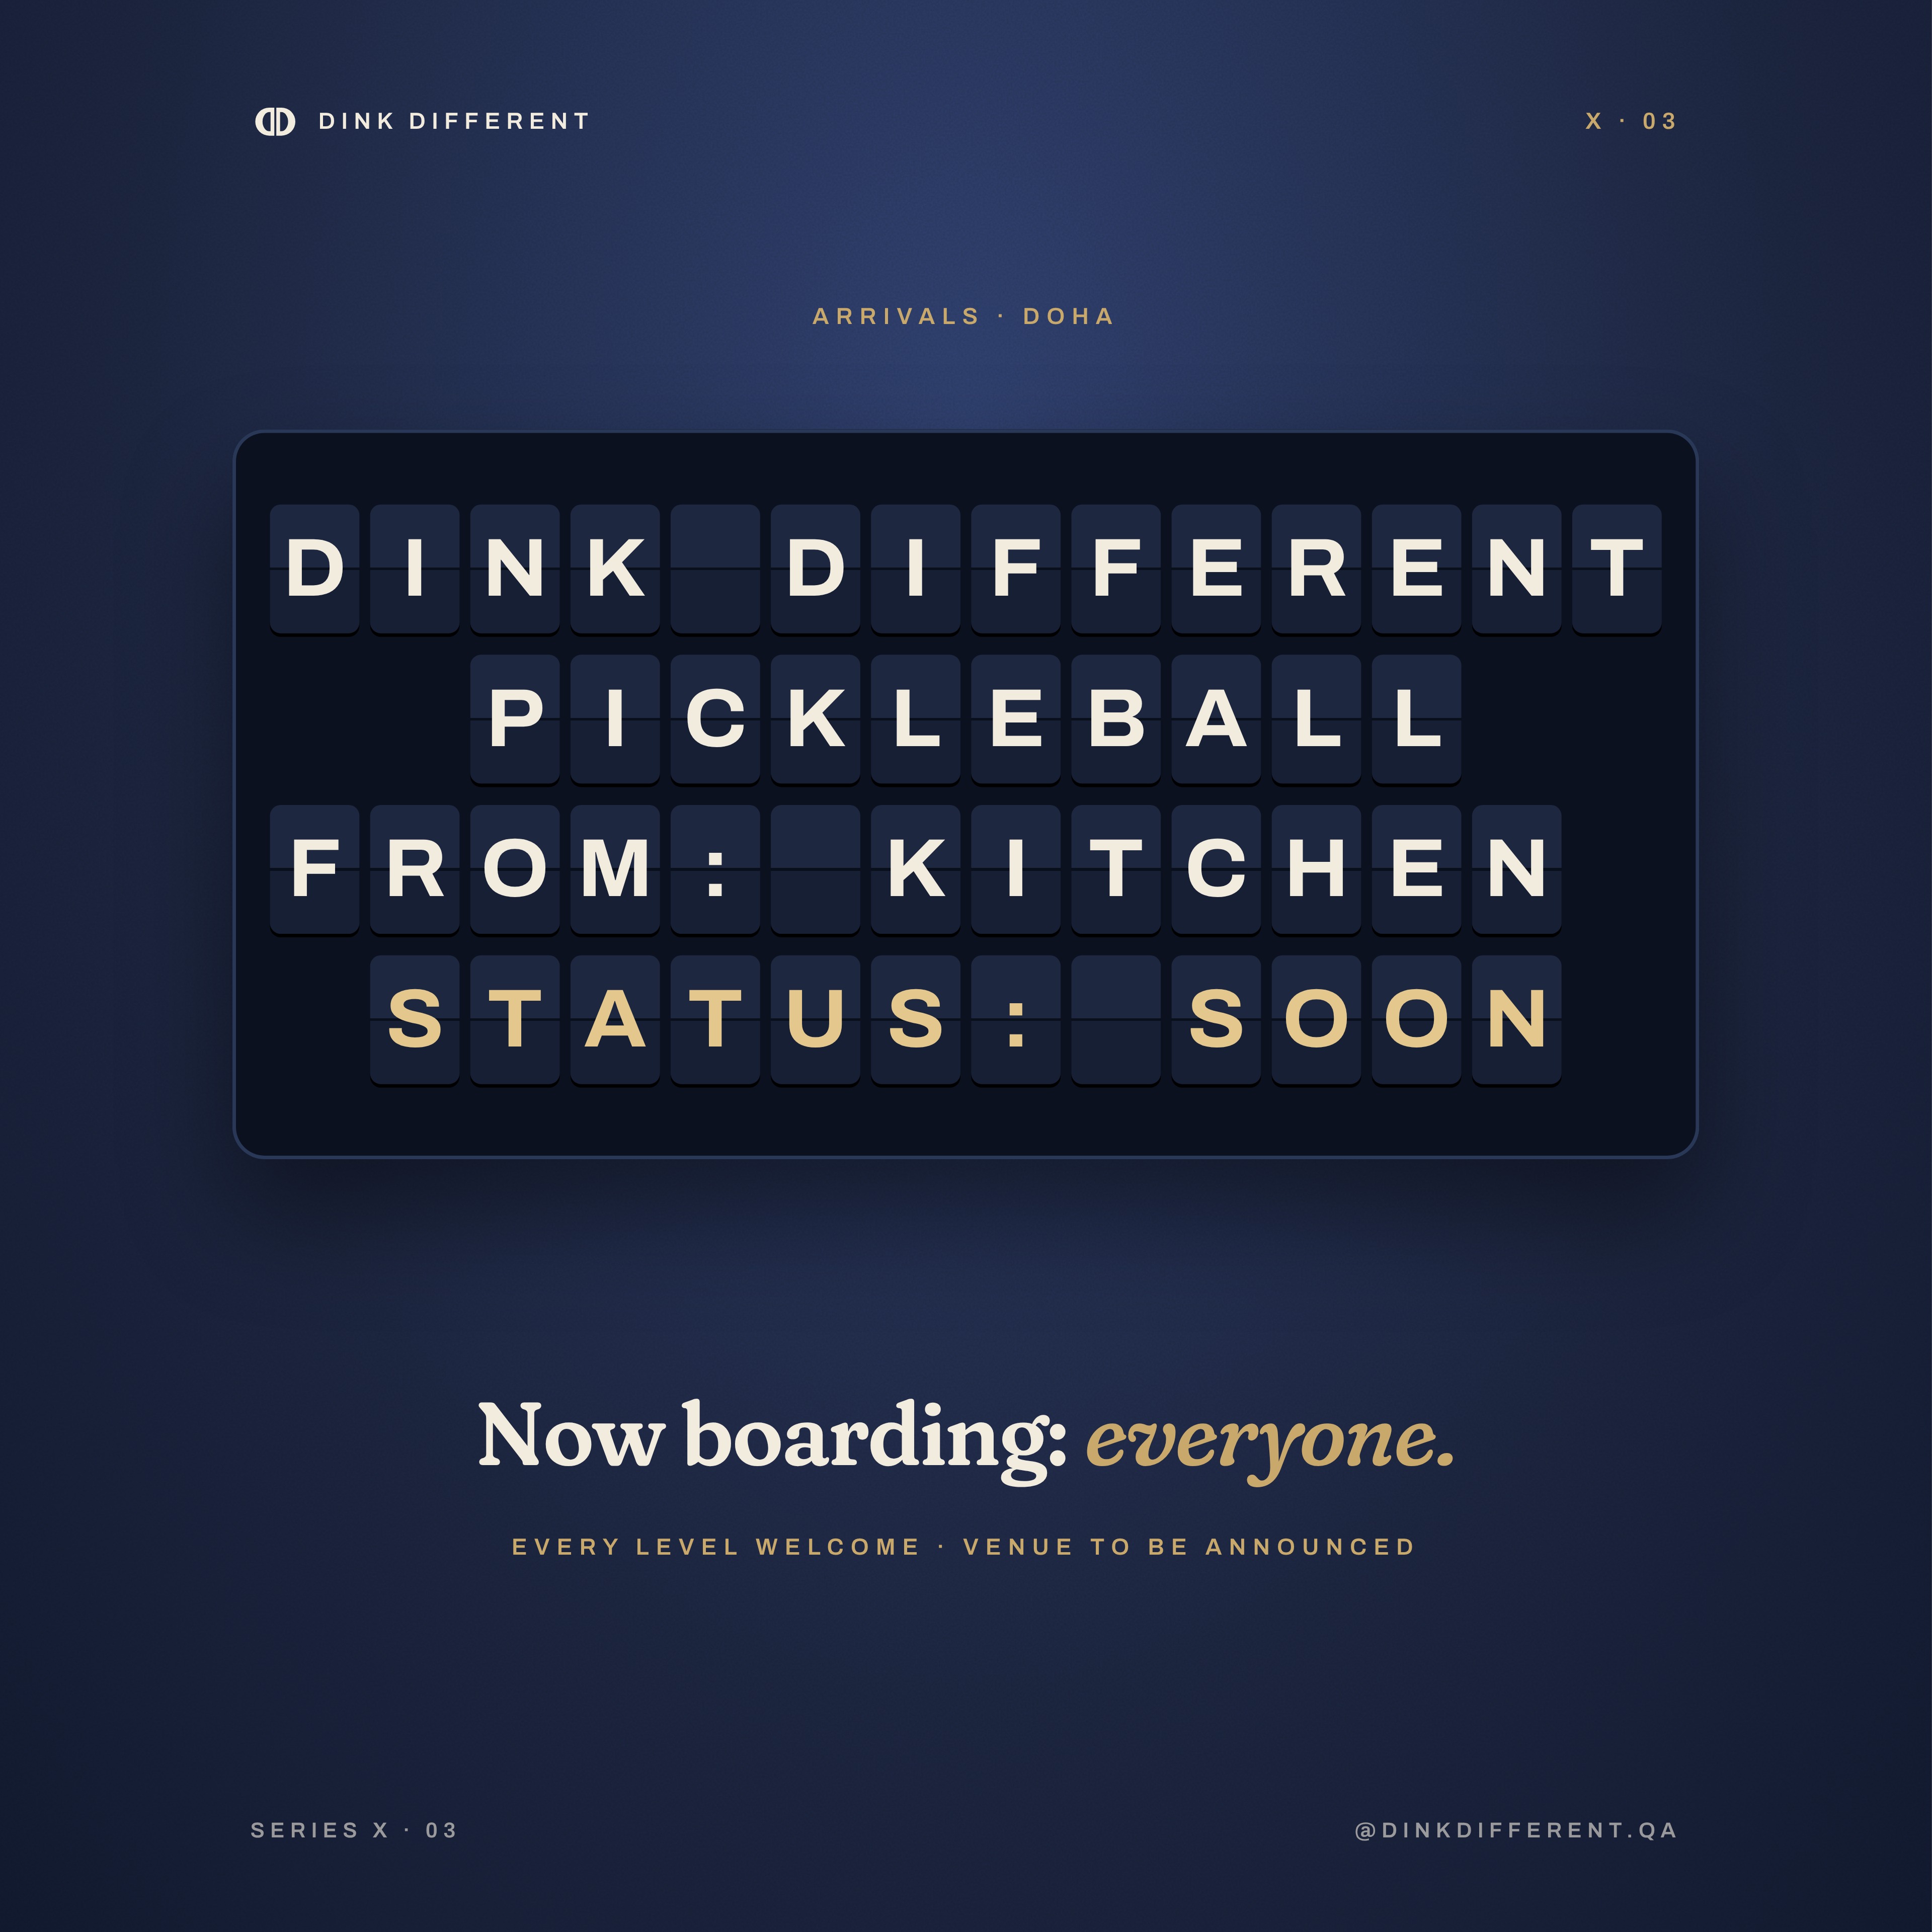 DINK DIFFERENT
X · 03
ARRIVALS · DOHA
DINK DIFFERENT
PICKLEBALL
FROM: KITCHEN
STATUS: SOON
Now boarding: everyone.
EVERY LEVEL WELCOME · VENUE TO BE ANNOUNCED
SERIES X · 03
@DINKDIFFERENT.QA